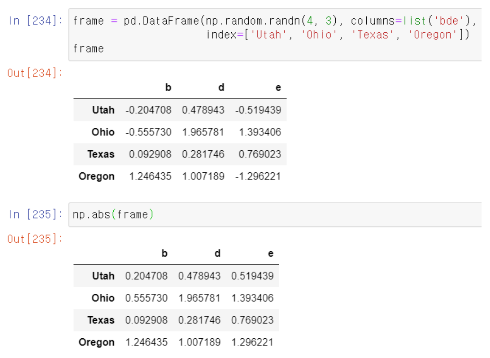 In [234]: frame = pd.DataFrame(np.random.randn(4, 3), columns=list('bde'),
index=['Utah', 'Ohio', 'Texas', 'Oregon'])
frame
Out[234]:
b d e
Utah -0.204708 0.478943 -0.519439
Ohio -0.555730 1.965781 1.393406
Texas 0.092908 0.281746 0.769023
Oregon 1.246435 1.007189 -1.296221
In [235]: np.abs(frame)
Out[235]:
b d e
Utah 0.204708 0.478943 0.519439
Ohio 0.555730 1.965781 1.393406
Texas 0.092908 0.281746 0.769023
Oregon 1.246435 1.007189 1.296221